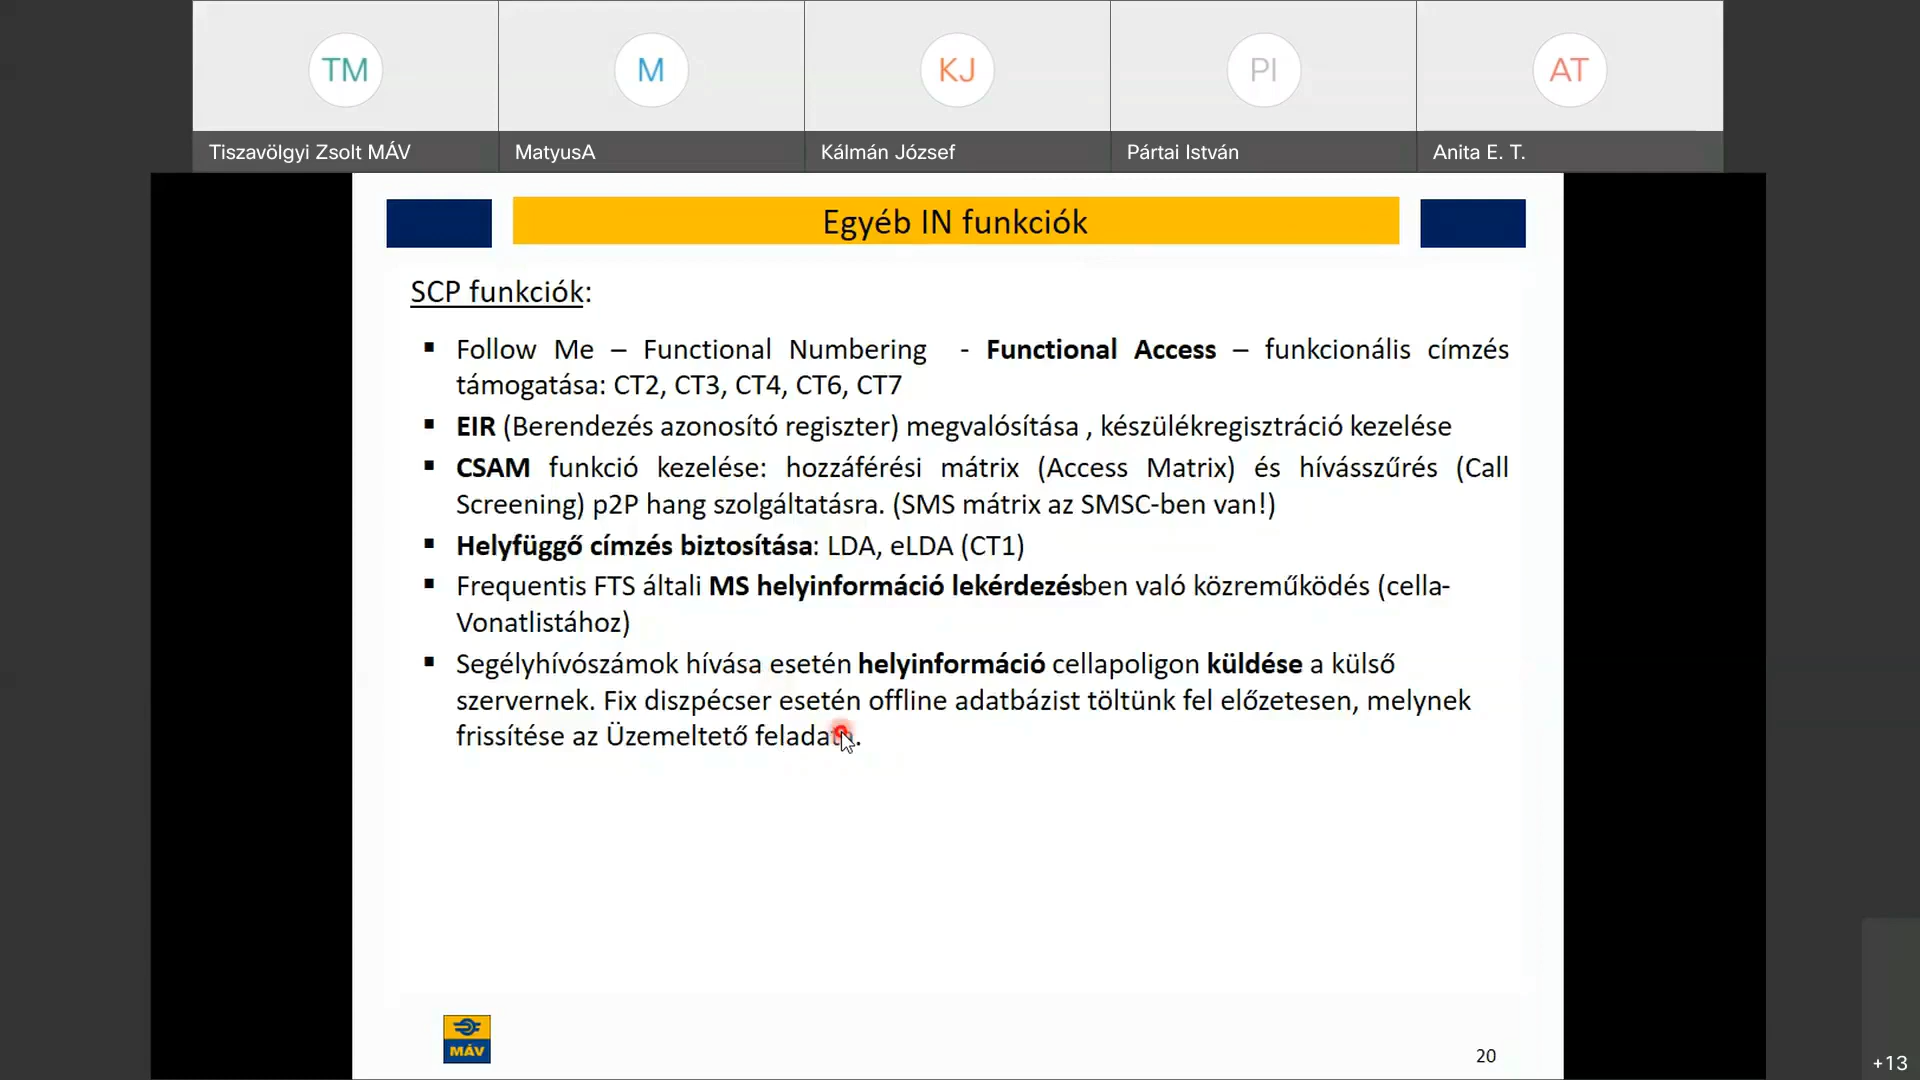 TM
M
KJ
PI
AT
Tiszavölgyi Zsolt MÁV
MatyusA
Kálmán József
Pártai István
Anita E. T.
Egyéb IN funkciók
SCP funkciók:
▪ Follow Me – Functional Numbering - Functional Access – funkcionális címzés
támogatása: CT2, CT3, CT4, CT6, CT7
▪ EIR (Berendezés azonosító regiszter) megvalósítása , készülékregisztráció kezelése
▪ CSAM funkció kezelése: hozzáférési mátrix (Access Matrix) és hívásszűrés (Call
Screening) p2P hang szolgáltatásra. (SMS mátrix az SMSC-ben van!)
▪ Helyfüggő címzés biztosítása: LDA, eLDA (CT1)
▪ Frequentis FTS általi MS helyinformáció lekérdezésben való közreműködés (cella-
Vonatlistához)
▪ Segélyhívószámok hívása esetén helyinformáció cellapoligon küldése a külső
szervernek. Fix diszpécser esetén offline adatbázist töltünk fel előzetesen, melynek
frissítése az Üzemeltető
MÁV
20
+13